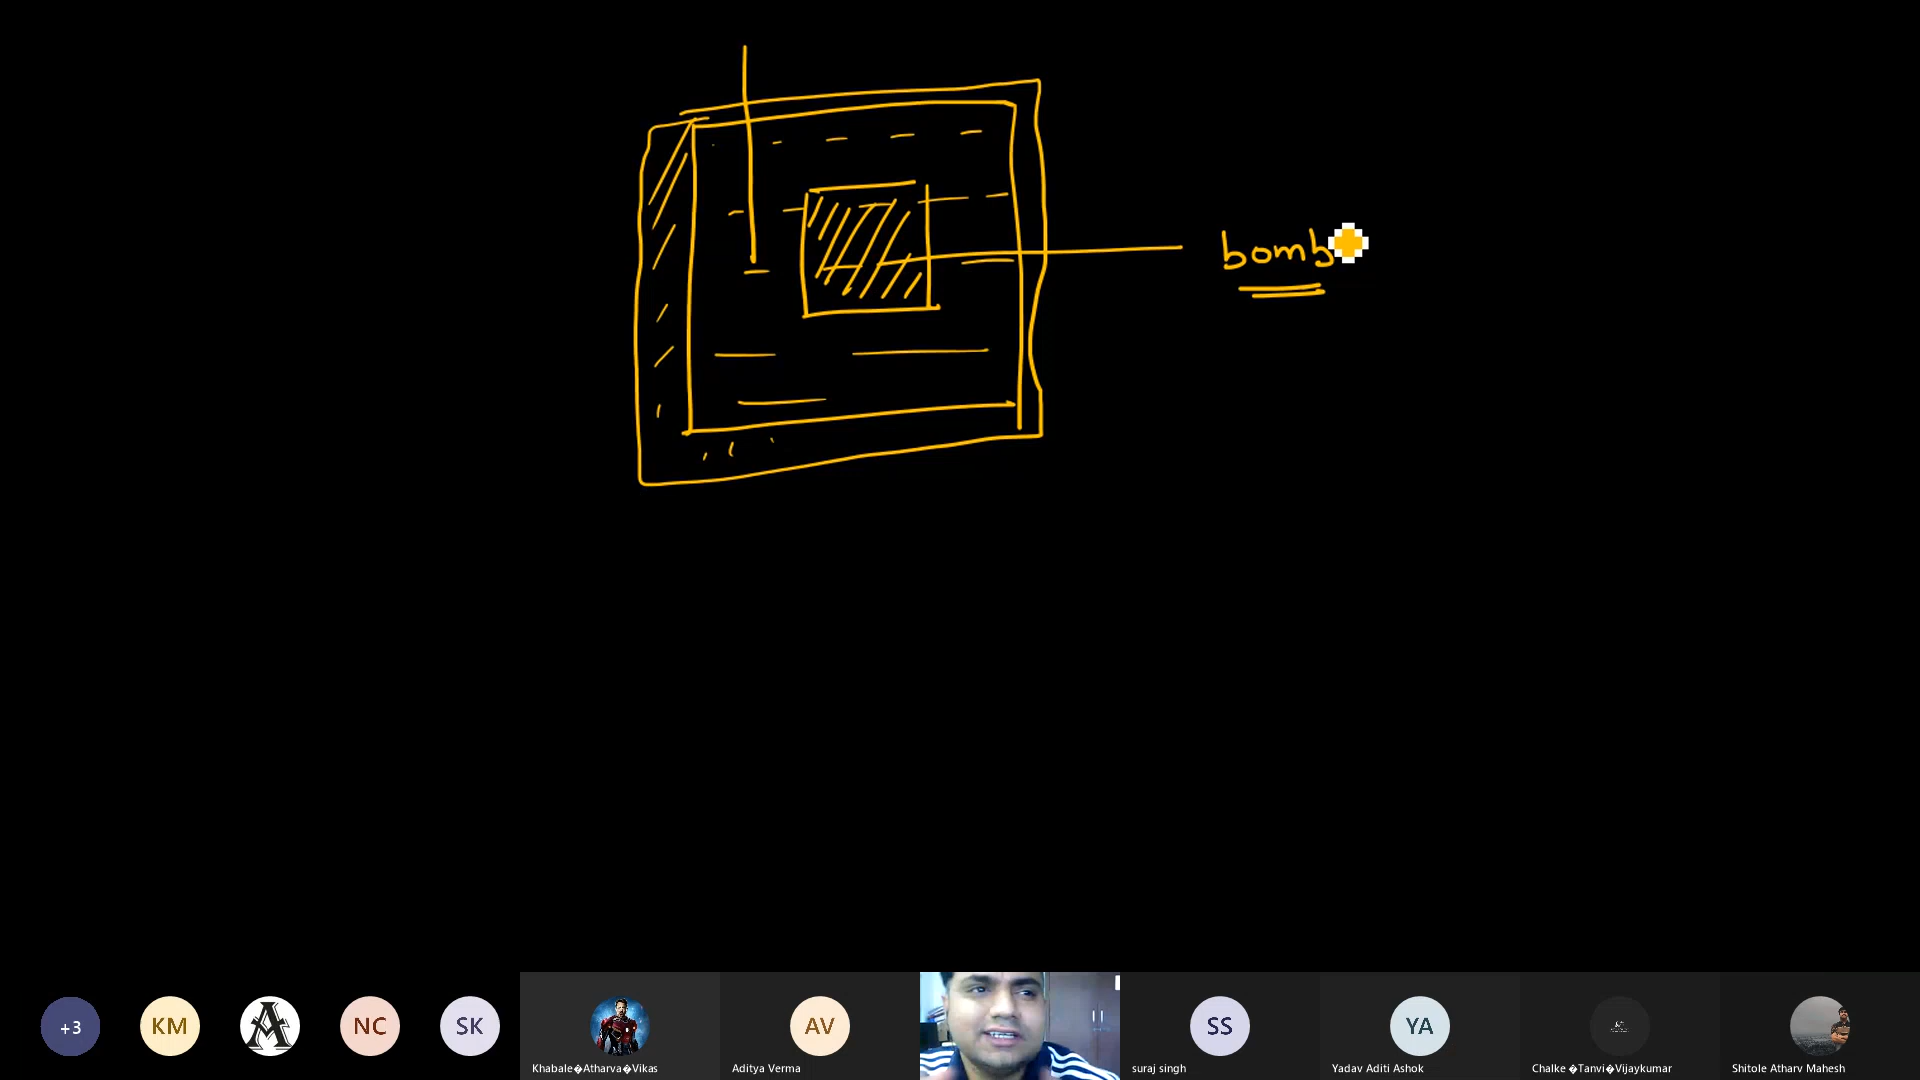 bomb
+3
KM
A
NC
SK
AV
SS
YA
Khabale�Atharva�Vikas
Aditya Verma
suraj singh
Yadav Aditi Ashok
Chalke �Tanvi�Vijaykumar
Shitole Atharv Mahesh